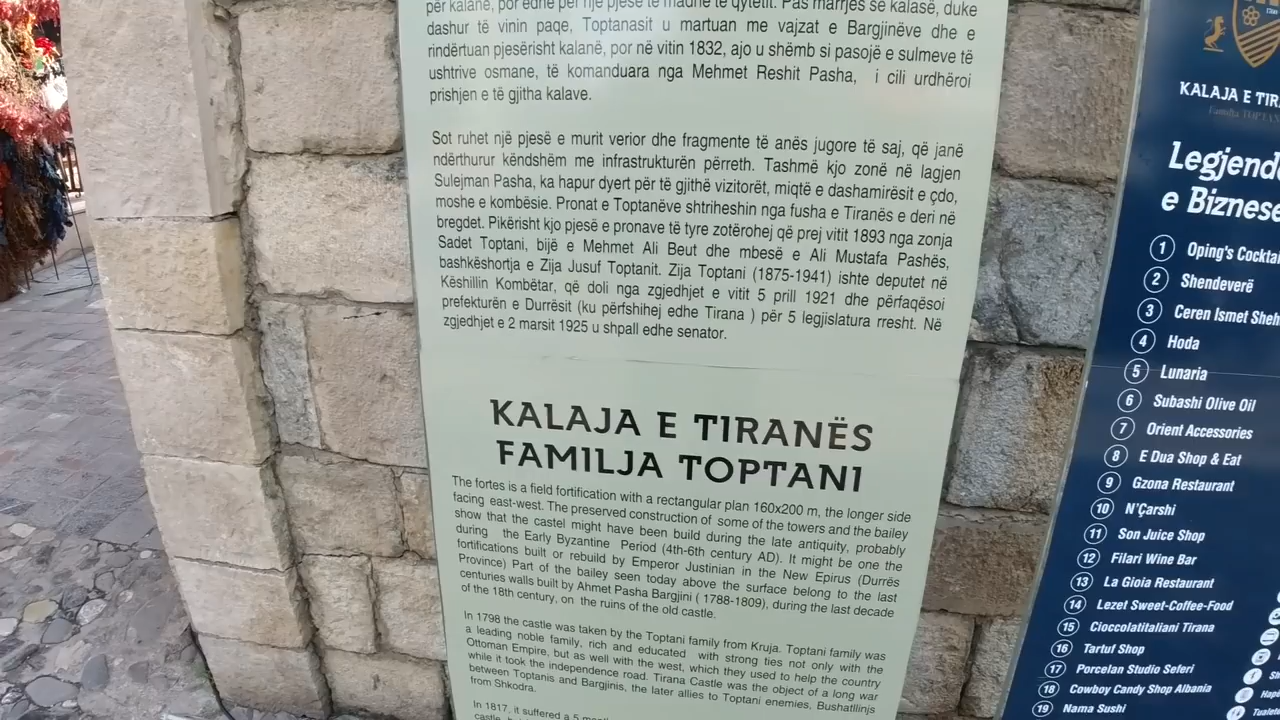 për kalanë, por edhe për një pjesë të madhe të qytetit. Pas marrjes së kalasë, duke
dashur të vinin paqe, Toptanasit u martuan me vajzat e Bargjinëve dhe e
rindërtuan pjesërisht kalanë, por në vitin 1832, ajo u shëmb si pasojë e sulmeve të
ushtrive osmane, të komanduara nga Mehmet Reshit Pasha, i cili urdhëroi
prishjen e të gjitha kalave.
Sot ruhet një pjesë e murit verior dhe fragmente të anës jugore të saj, që janë
ndërthurur këndshëm me infrastrukturën përreth. Tashmë kjo zonë në lagjen
Sulejman Pasha, ka hapur dyert për të gjithë vizitorët, miqtë e dashamirësit e çdo,
moshe e kombësie. Pronat e Toptanëve shtriheshin nga fusha e Tiranës e deri në
bregdet. Pikërisht kjo pjesë e pronave të tyre zotërohej që prej vitit 1893 nga zonja
Sadet Toptani, bijë e Mehmet Ali Beut dhe mbesë e Ali Mustafa Pashës,
bashkëshortja e Zija Jusuf Toptanit. Zija Toptani (1875-1941) ishte deputet në
Këshillin Kombëtar, që doli nga zgjedhjet e vitit 5 prill 1921 dhe përfaqësoi
prefekturën e Durrësit (ku përfshihej edhe Tirana ) për 5 legjislatura rresht. Në
zgjedhjet e 2 marsit 1925 u shpall edhe senator.
KALAJA E TIRANËS
FAMILJA TOPTANI
The fortes is a field fortification with a rectangular plan 160x200 m, the longer side
facing east-west. The preserved construction of some of the towers and the bailey
show that the castel might have been build during the late antiquity, probably
during the Early Byzantine Period (4th-6th century AD). It might be one the
fortifications built or rebuild by Emperor Justinian in the New Epirus (Durrës
Province) Part of the bailey seen today above the surface belong to the last
centuries walls built by Ahmet Pasha Bargjini ( 1788-1809), during the last decade
of the 18th century, on the ruins of the old castle.
In 1798 the castle was taken by the Toptani family from Kruja. Toptani family was
a leading noble family, rich and educated with strong ties not only with the
Ottoman Empire, but as well with the west, which they used to help the country
while it took the independence road. Tirana Castle was the object of a long war
between Toptanis and Bargjinis, the later allies to Toptani enemies, Bushatllinjs
from Shkodra.
In 1817, it suffered a 5
KALAJA E
Familja
e
1 Oping's
2 Shendeverë
3 Ceren Ismet
4 Hoda
5 Lunaria
6 Subashi Olive Oil
7 Orient Accessories
8 E Dua Shop & Eat
9 Gzona Restaurant
10 N'Çarshi
11 Son Juice Shop
12 Filari Wine Bar
13 La Gioia Restaurant
14 Lezet Sweet-Coffee-Food
15 Cioccolatitaliani Tirana
16 Tartuf Shop
17 Porcelan Studio Seferi
18 Cowboy Candy Shop Albania
19 Nama Sushi